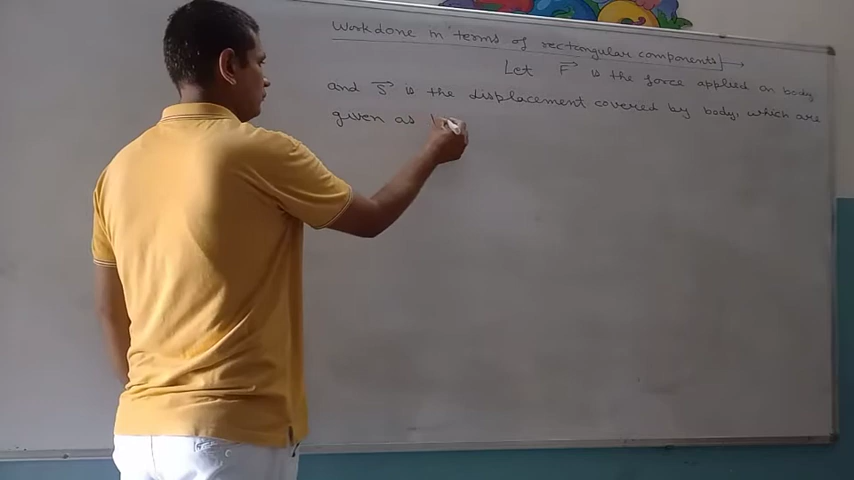 Workdone in terms of rectangular components →
Let F⃗ is the force applied on body
and S⃗ is the displacement covered by body, which are
given as